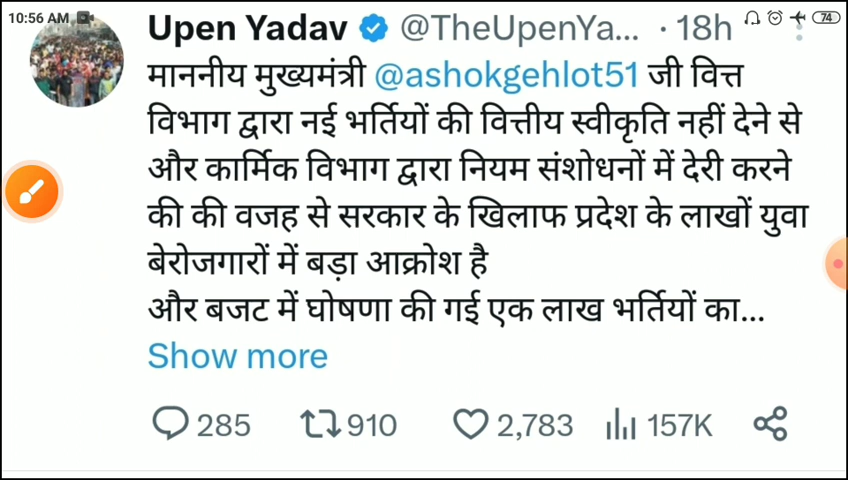 10:56 AM
74
Upen Yadav @TheUpenYa... · 18h
माननीय मुख्यमंत्री @ashokgehlot51 जी वित्त
विभाग द्वारा नई भर्तियों की वित्तीय स्वीकृति नहीं देने से
और कार्मिक विभाग द्वारा नियम संशोधनों में देरी करने
की की वजह से सरकार के खिलाफ प्रदेश के लाखों युवा
बेरोजगारों में बड़ा आक्रोश है
और बजट में घोषणा की गई एक लाख भर्तियों का...
Show more
285 910 2,783 157K